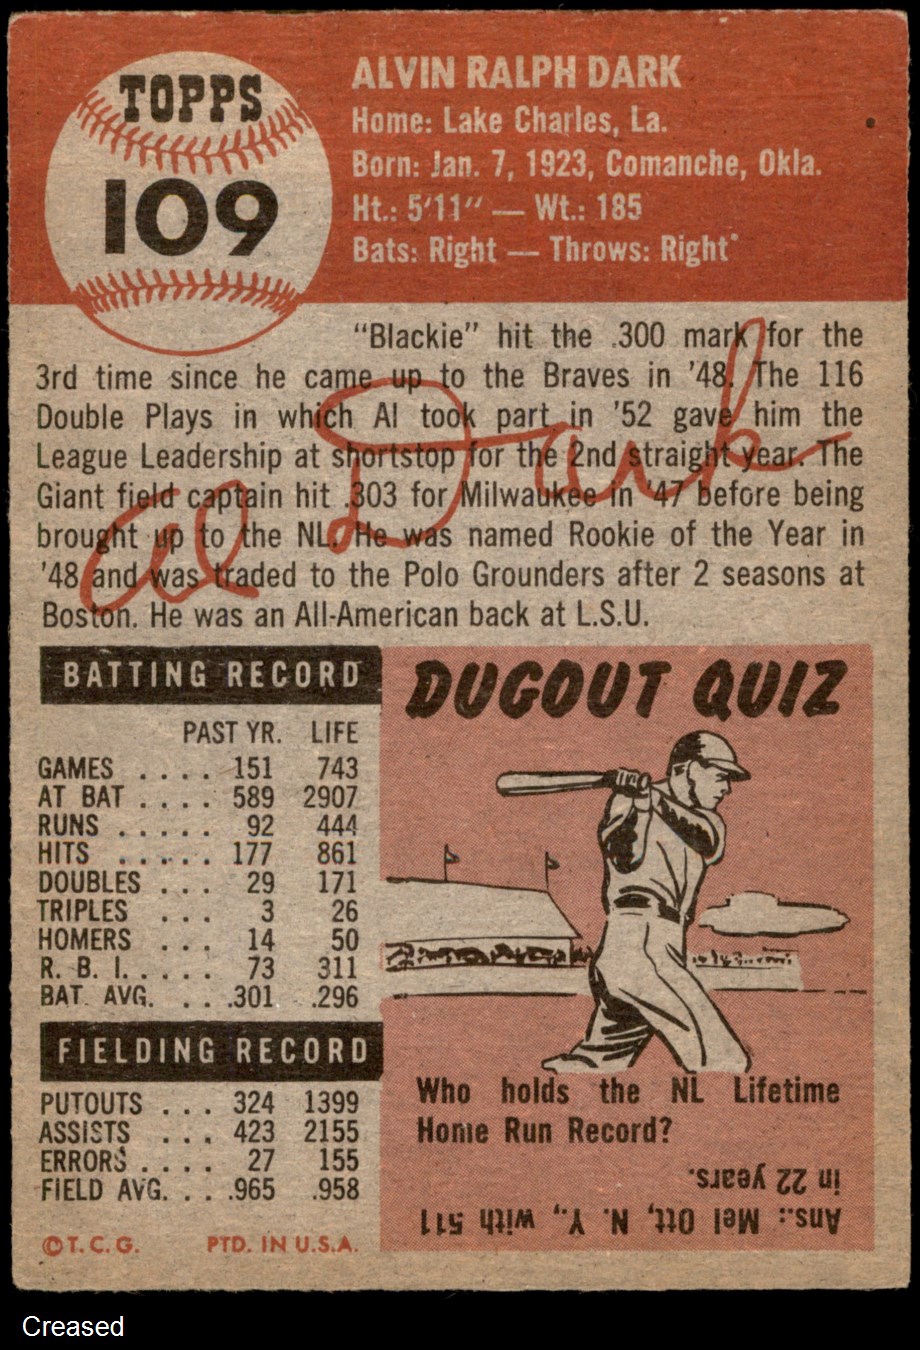 TOPPS
109
ALVIN RALPH DARK
Home: Lake Charles, La.
Born: Jan. 7, 1923, Comanche, Okla.
Ht.: 5'11" — Wt.: 185
Bats: Right — Throws: Right
"Blackie" hit the .300 mark for the
3rd time since he came up to the Braves in '48. The 116
Double Plays in which Al took part in '52 gave him the
League Leadership at shortstop for the 2nd straight year. The
Giant field captain hit .303 for Milwaukee in '47 before being
brought up to the NL. He was named Rookie of the Year in
'48 and was traded to the Polo Grounders after 2 seasons at
Boston. He was an All-American back at L.S.U.
Al Dark
BATTING RECORD
PAST YR. LIFE
GAMES .... 151 743
AT BAT .... 589 2907
RUNS ..... 92 444
HITS ..... 177 861
DOUBLES ... 29 171
TRIPLES ... 3 26
HOMERS ... 14 50
R. B. I. .... 73 311
BAT. AVG. ... .301 .296
FIELDING RECORD
PUTOUTS ... 324 1399
ASSISTS ... 423 2155
ERRORS .... 27 155
FIELD AVG. ... .965 .958
©T.C.G. PTD. IN U.S.A.
DUGOUT QUIZ
Who holds the NL Lifetime
Home Run Record?
Ans.: Mel Ott, N. Y., with 511
in 22 years.
Creased